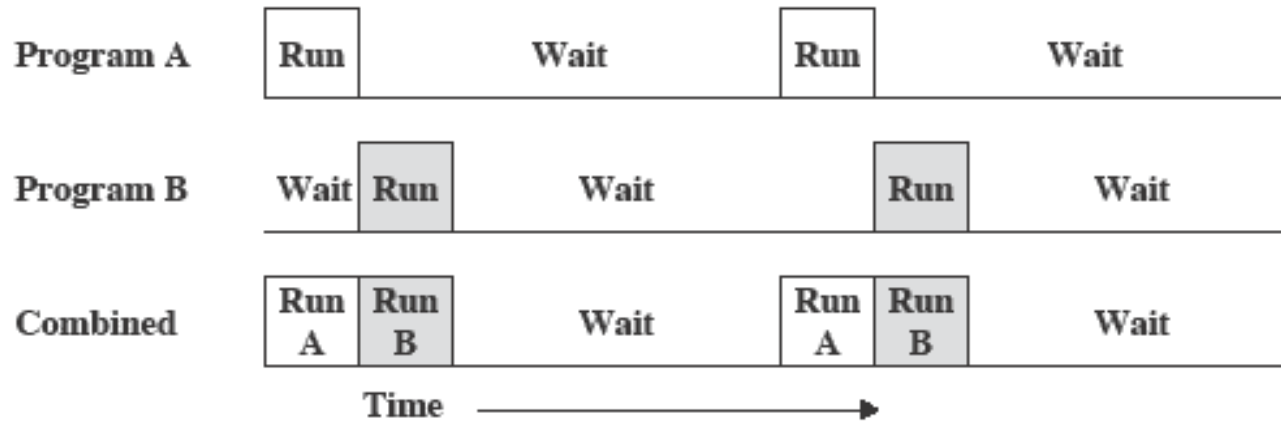 Program A Run Wait Run Wait
Program B Wait Run Wait Run Wait
Combined Run A Run B Wait Run A Run B Wait
Time